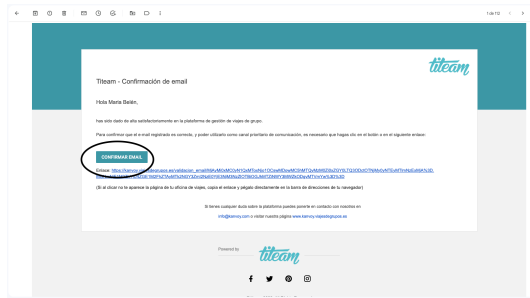 1 de 112
titeam
Titeam - Confirmación de email
Hola Maria Belén,
has sido dado de alta satisfactoriamente en la plataforma de gestión de viajes de grupo.
Para confirmar que el e-mail registrado es correcto, y poder utilizarlo como canal prioritario de comunicación, es necesario que hagas clic en el botón o en el siguiente enlace:
CONFIRMAR EMAIL
Enlace:
(Si al clicar no te aparece la página de tu oficina de viajes, copia el enlace y pégalo directamente en la barra de direcciones de tu navegador)
Si tienes cualquier duda sobre la plataforma puedes ponerte en contacto con nosotros en
info@kamvoy.com o visitar nuestra página www.kamvoy-viajesdegrupos.es
Powered by
titeam